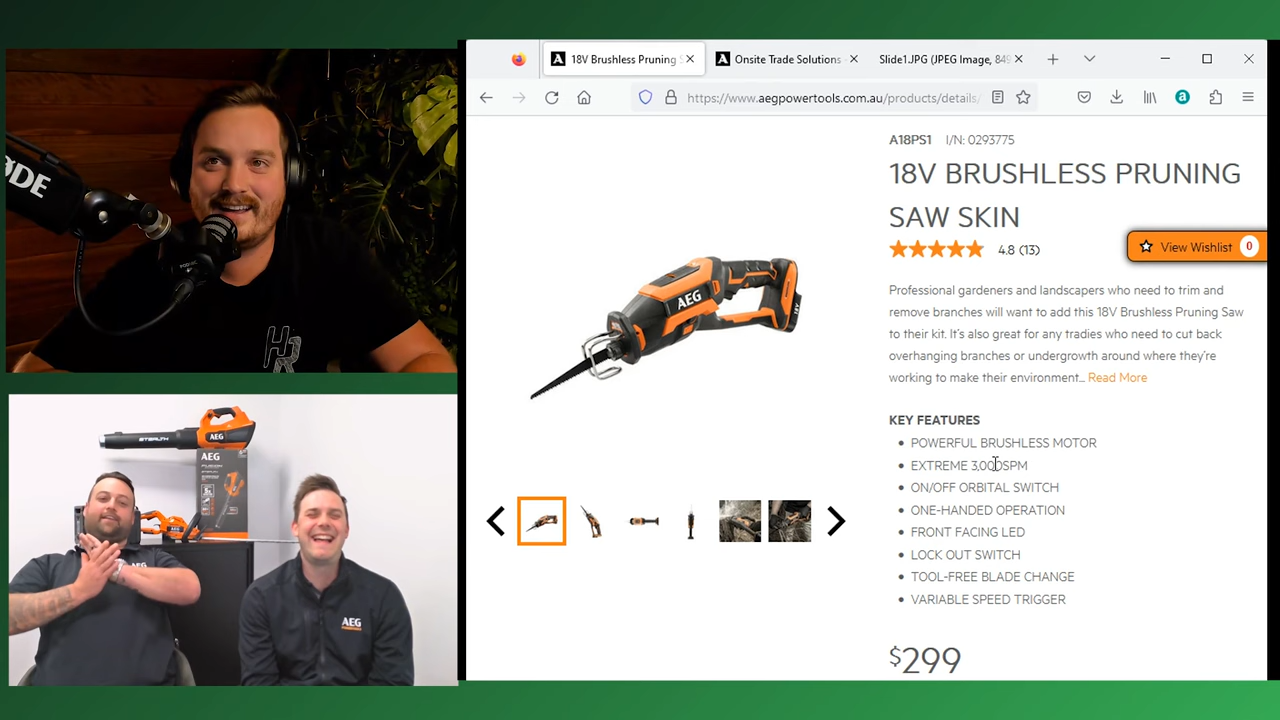 ODE
HR
STEALTH
AEG
AEG
FUSION
STEALTH
AEG
AEG
18V Brushless Pruning S
Onsite Trade Solutions
Slide1.JPG (JPEG Image, 849
https://www.aegpowertools.com.au/products/details/
A18PS1 I/N: 0293775
18V BRUSHLESS PRUNING
SAW SKIN
4.8 (13)
View Wishlist 0
Professional gardeners and landscapers who need to trim and
remove branches will want to add this 18V Brushless Pruning Saw
to their kit. It's also great for any tradies who need to cut back
overhanging branches or undergrowth around where they're
working to make their environment... Read More
AEG
KEY FEATURES
POWERFUL BRUSHLESS MOTOR
EXTREME 3,000SPM
ON/OFF ORBITAL SWITCH
ONE-HANDED OPERATION
FRONT FACING LED
LOCK OUT SWITCH
TOOL-FREE BLADE CHANGE
VARIABLE SPEED TRIGGER
$299